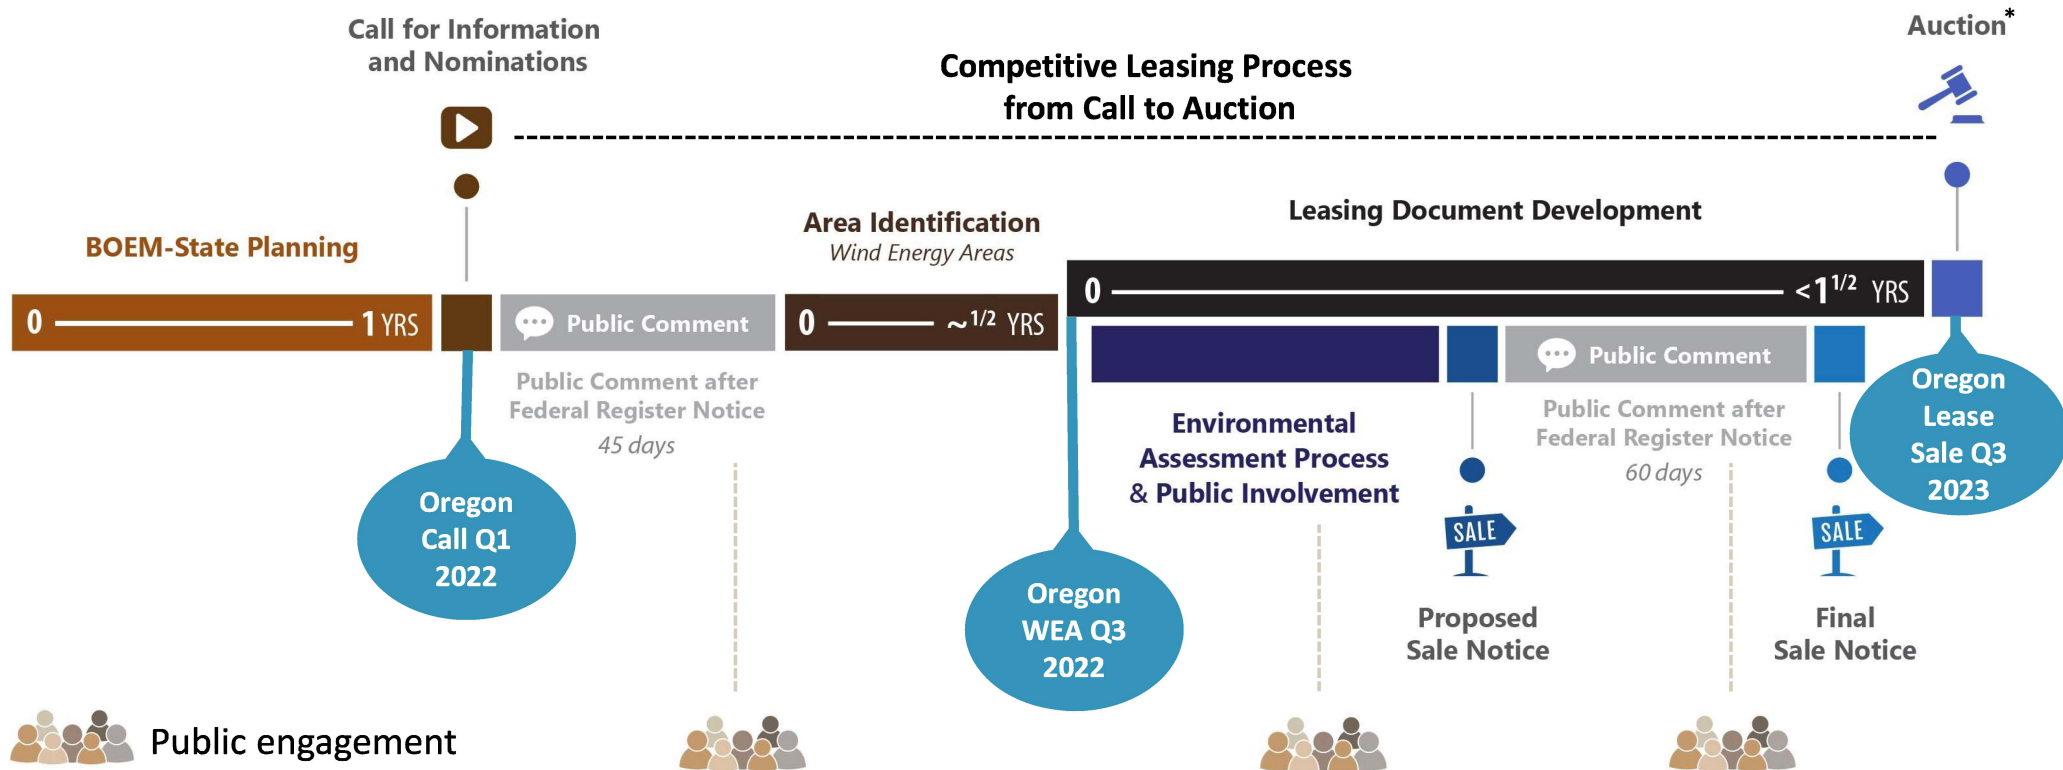 Call for Information
and Nominations
Competitive Leasing Process
from Call to Auction
Auction*
BOEM-State Planning
Area Identification
Wind Energy Areas
Leasing Document Development
0 1 YRS
Public Comment
0 ~1/2 YRS
0 <1 1/2 YRS
Public Comment
Public Comment after
Federal Register Notice
45 days
Environmental
Assessment Process
& Public Involvement
Public Comment after
Federal Register Notice
60 days
Oregon
Lease
Sale Q3
2023
Oregon
Call Q1
2022
Oregon
WEA Q3
2022
SALE
SALE
Proposed
Sale Notice
Final
Sale Notice
Public engagement